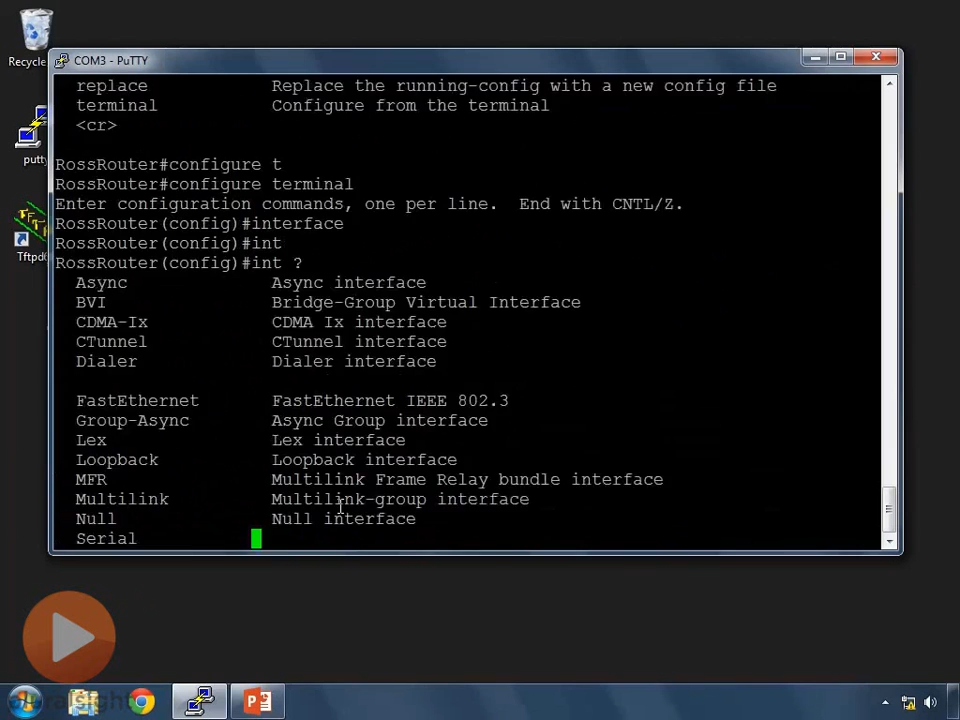 Recycle
COM3 - PuTTY
replace Replace the running-config with a new config file
terminal Configure from the terminal
<cr>
putty
RossRouter#configure t
RossRouter#configure terminal
Enter configuration commands, one per line. End with CNTL/Z.
RossRouter(config)#interface
RossRouter(config)#int
RossRouter(config)#int ?
Tftpd6
Async Async interface
BVI Bridge-Group Virtual Interface
CDMA-Ix CDMA Ix interface
CTunnel CTunnel interface
Dialer Dialer interface
FastEthernet FastEthernet IEEE 802.3
Group-Async Async Group interface
Lex Lex interface
Loopback Loopback interface
MFR Multilink Frame Relay bundle interface
Multilink Multilink-group interface
Null Null interface
Serial
pluralsight